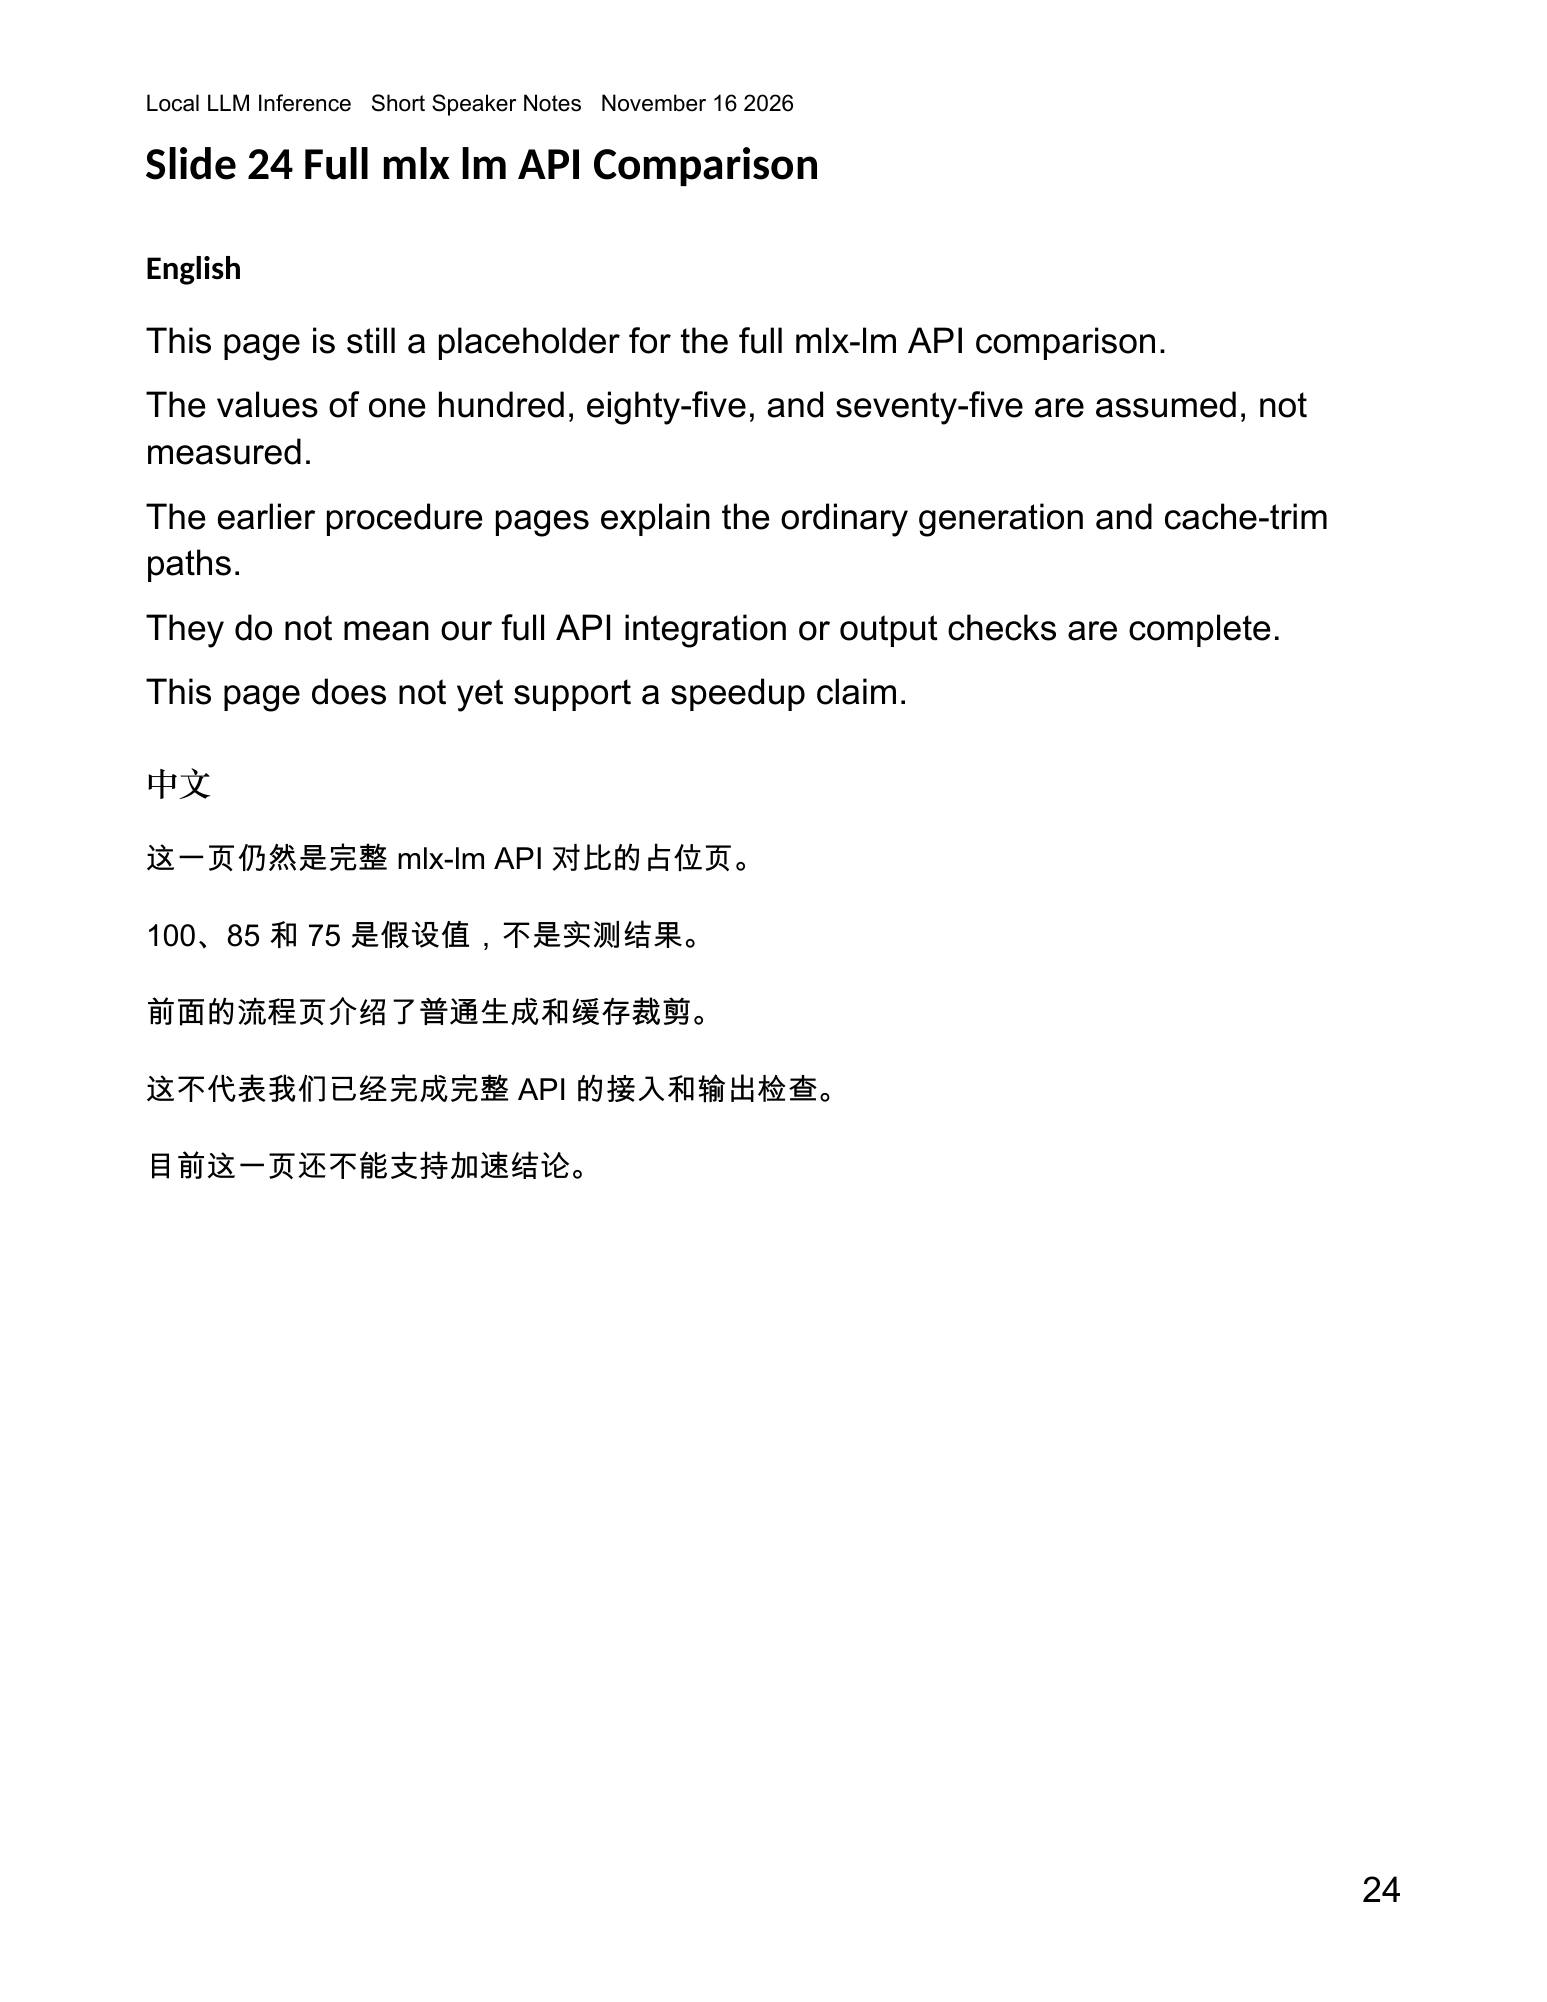 Local LLM Inference   Short Speaker Notes   November 16 2026
Slide 24 Full mlx lm API Comparison
English
This page is still a placeholder for the full mlx-lm API comparison.
The values of one hundred, eighty-five, and seventy-five are assumed, not
measured.
The earlier procedure pages explain the ordinary generation and cache-trim
paths.
They do not mean our full API integration or output checks are complete.
This page does not yet support a speedup claim.
中文
这一页仍然是完整 mlx-lm API 对比的占位页。
100、85 和 75 是假设值，不是实测结果。
前面的流程页介绍了普通生成和缓存裁剪。
这不代表我们已经完成完整 API 的接入和输出检查。
目前这一页还不能支持加速结论。
24